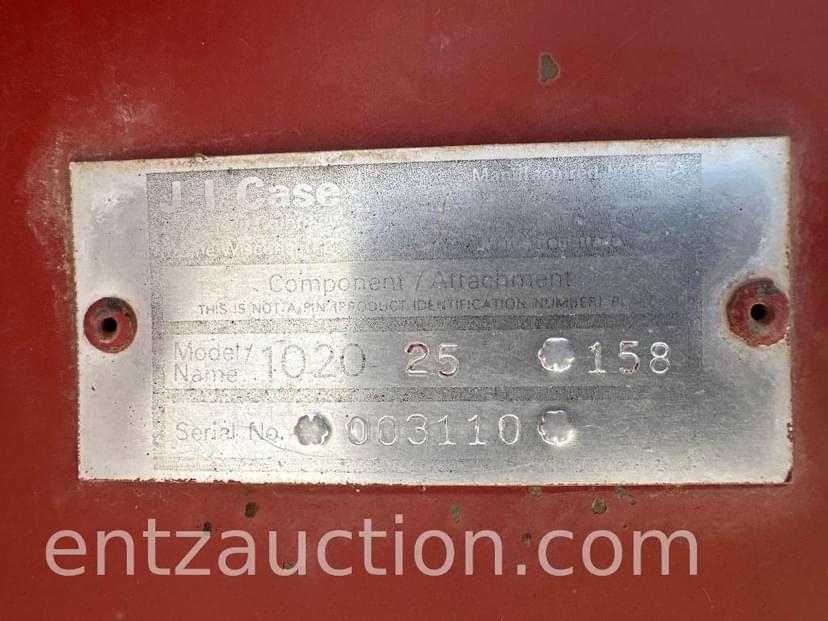 J I Case
Manufactured in U.S.A.
Component / Attachment
THIS IS NOT A PIN (PRODUCT IDENTIFICATION NUMBER)
Model/
Name 1020 25 158
Serial No. 003110
entzauction.com